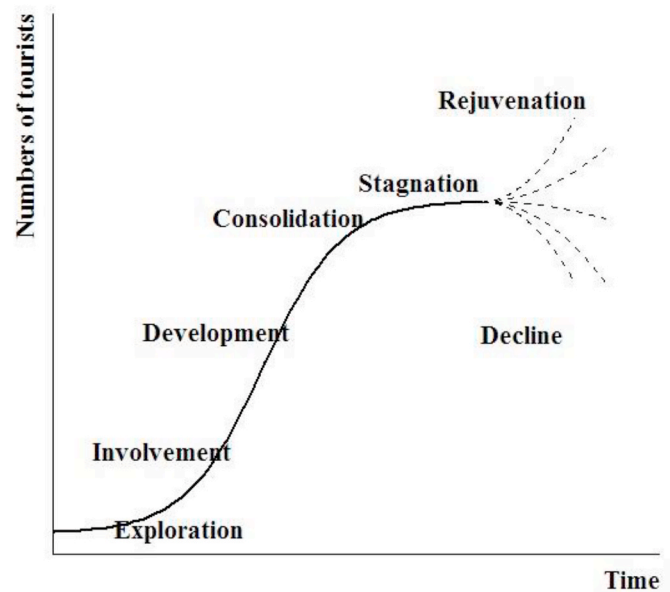 Numbers of tourists
Rejuvenation
Stagnation
Consolidation
Development
Decline
Involvement
Exploration
Time